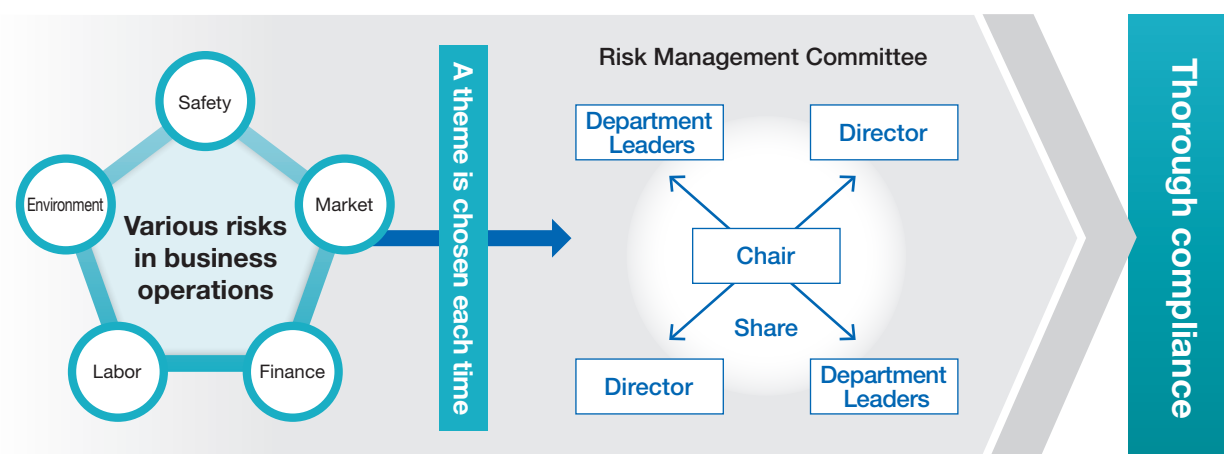 Safety
Environment
Market
Various risks
in business
operations
Labor
Finance
A theme is chosen each time
Risk Management Committee
Department
Leaders
Director
Chair
Share
Director
Department
Leaders
Thorough compliance